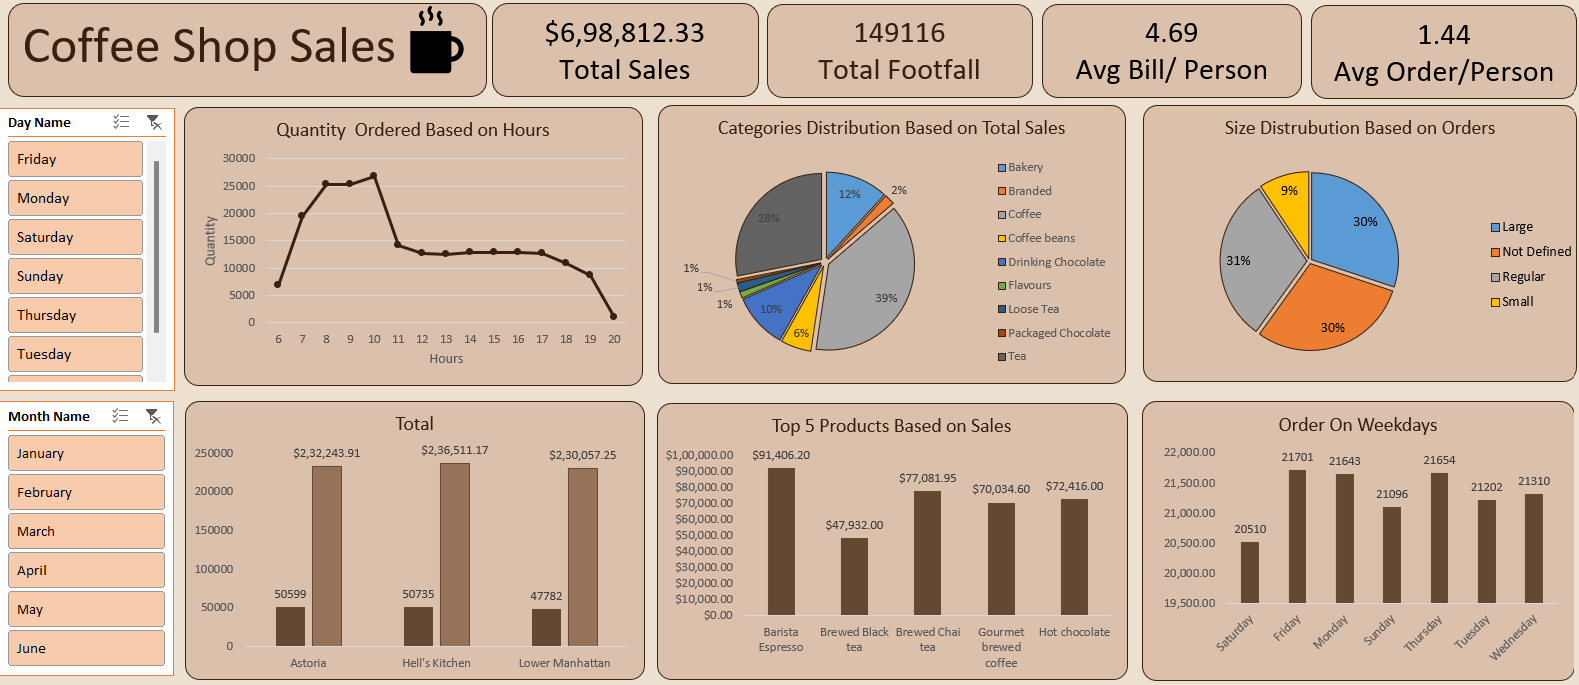 Coffee Shop Sales
$6,98,812.33
Total Sales
149116
Total Footfall
4.69
Avg Bill/ Person
1.44
Avg Order/Person
Day Name
Friday
Monday
Saturday
Sunday
Thursday
Tuesday
Quantity Ordered Based on Hours
30000
25000
20000
15000
10000
5000
0
Quantity
6 7 8 9 10 11 12 13 14 15 16 17 18 19 20
Hours
Categories Distribution Based on Total Sales
12%
2%
28%
39%
1%
1%
1%
10%
6%
Bakery
Branded
Coffee
Coffee beans
Drinking Chocolate
Flavours
Loose Tea
Packaged Chocolate
Tea
Size Distrubution Based on Orders
9%
30%
31%
30%
Large
Not Defined
Regular
Small
Month Name
January
February
March
April
May
June
Total
250000
200000
150000
100000
50000
0
$2,32,243.91
$2,36,511.17
$2,30,057.25
50599
50735
47782
Astoria
Hell's Kitchen
Lower Manhattan
Top 5 Products Based on Sales
$1,00,000.00
$90,000.00
$80,000.00
$70,000.00
$60,000.00
$50,000.00
$40,000.00
$30,000.00
$20,000.00
$10,000.00
$0.00
$91,406.20
$47,932.00
$77,081.95
$70,034.60
$72,416.00
Barista
Espresso
Brewed Black
tea
Brewed Chai
tea
Gourmet
brewed
coffee
Hot chocolate
Order On Weekdays
22,000.00
21,500.00
21,000.00
20,500.00
20,000.00
19,500.00
20510
21701
21643
21096
21654
21202
21310
Saturday
Friday
Monday
Sunday
Thursday
Tuesday
Wednesday